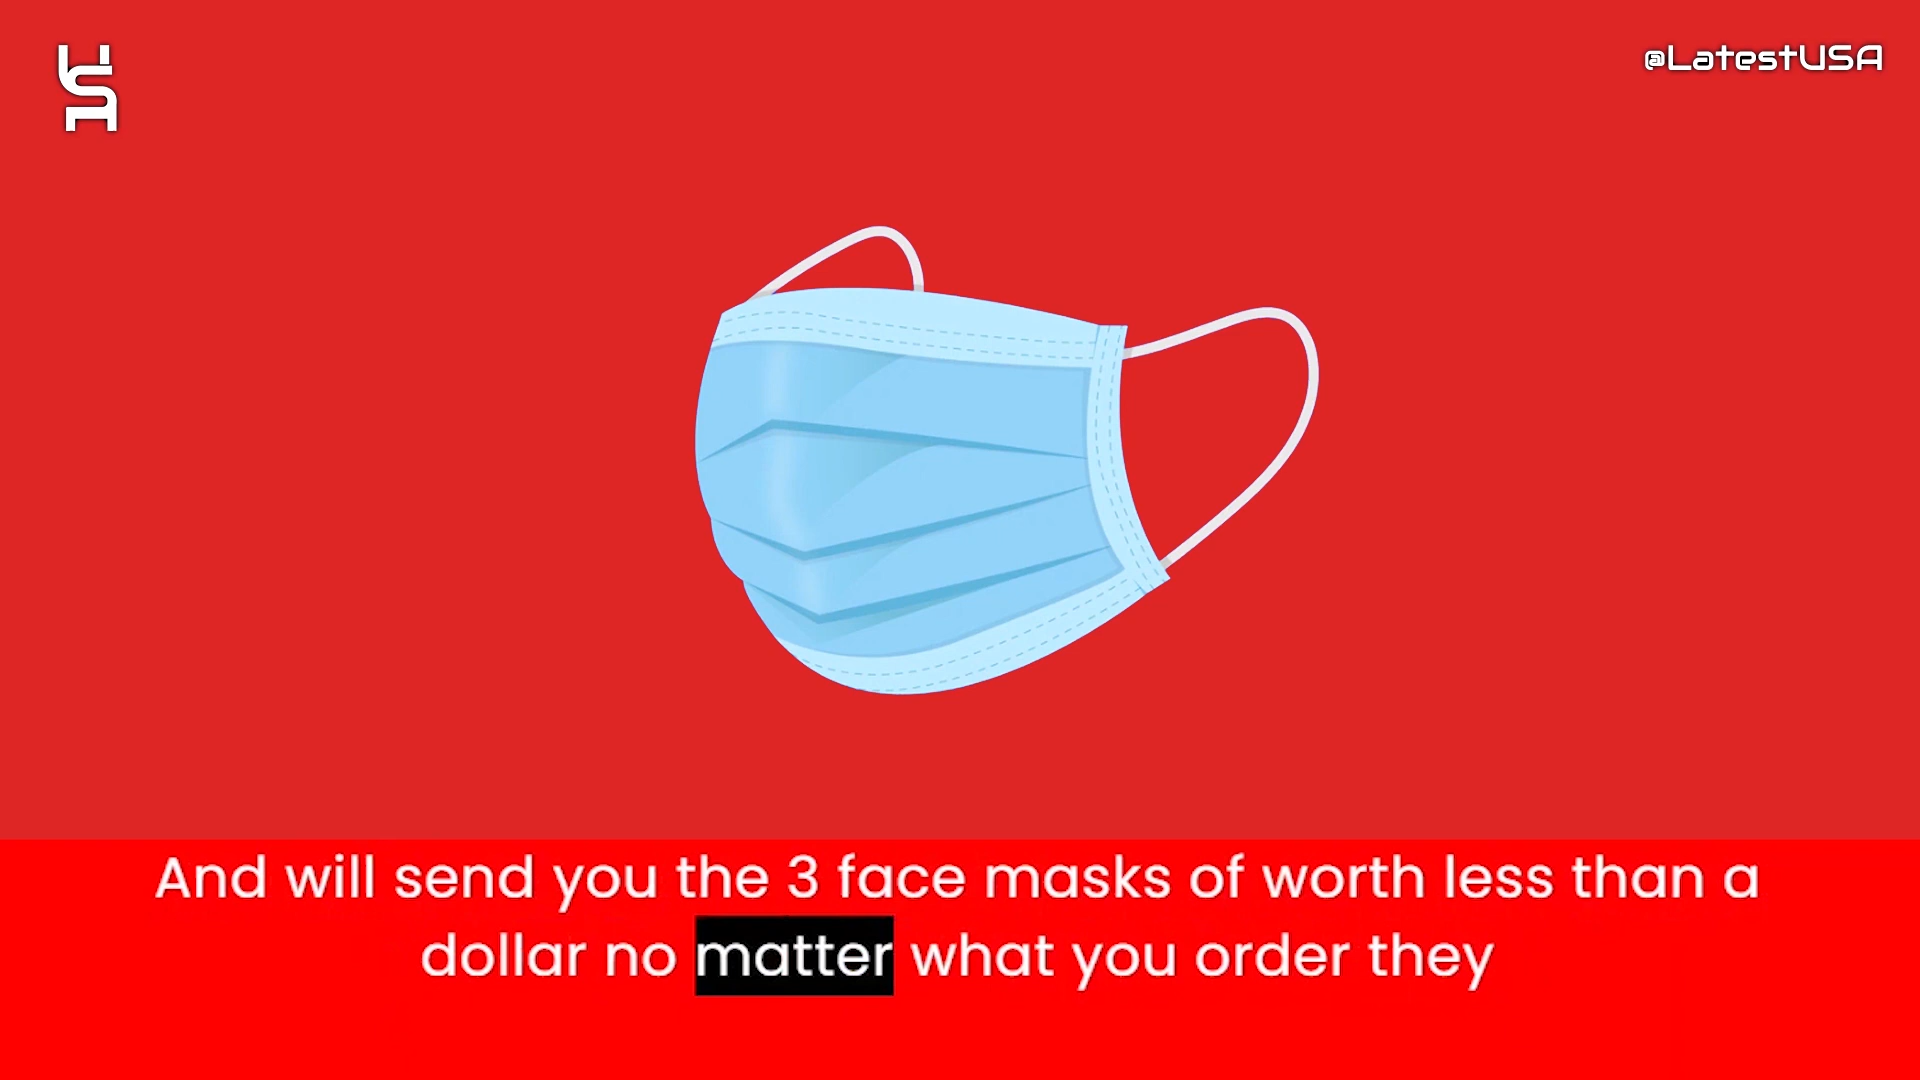 USA
@LatestUSA
And will send you the 3 face masks of worth less than a
dollar no matter what you order they